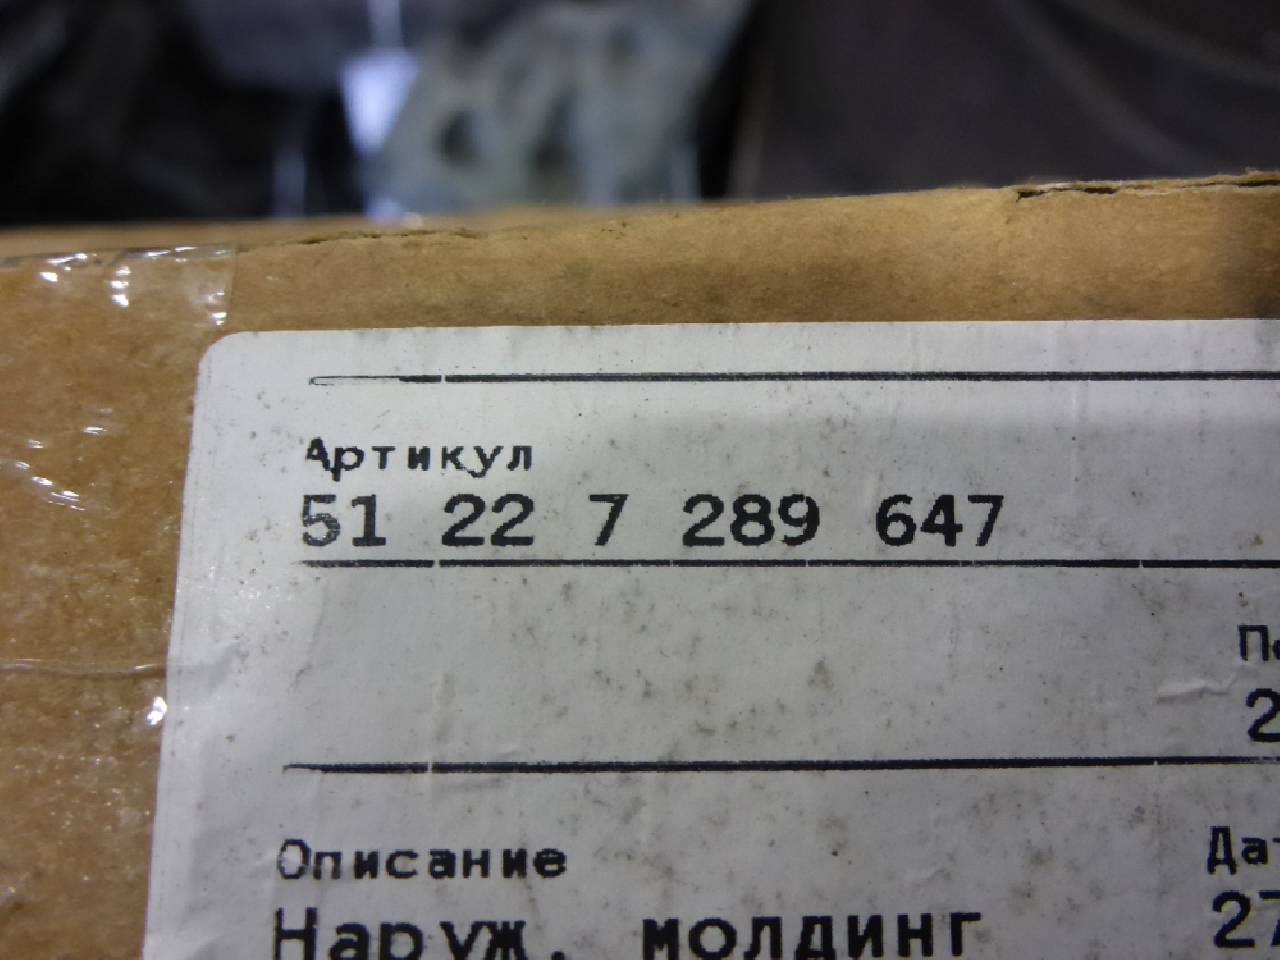 Артикул
51 22 7 289 647
Описание
Наруж. молдинг